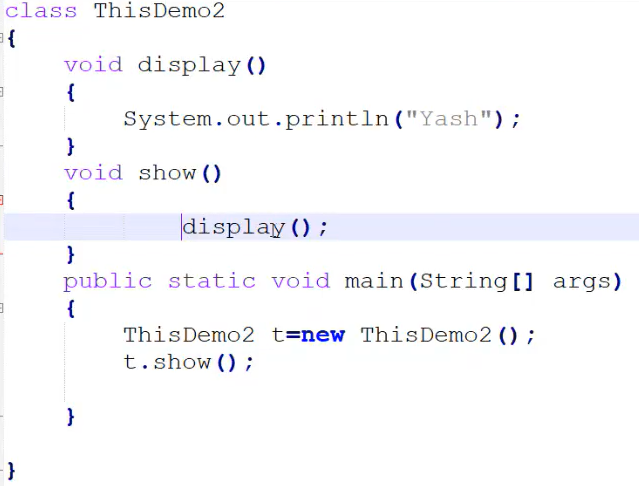 class ThisDemo2
{
void display()
{
System.out.println("Yash");
}
void show()
{
display();
}
public static void main(String[] args)
{
ThisDemo2 t=new ThisDemo2();
t.show();
}
}